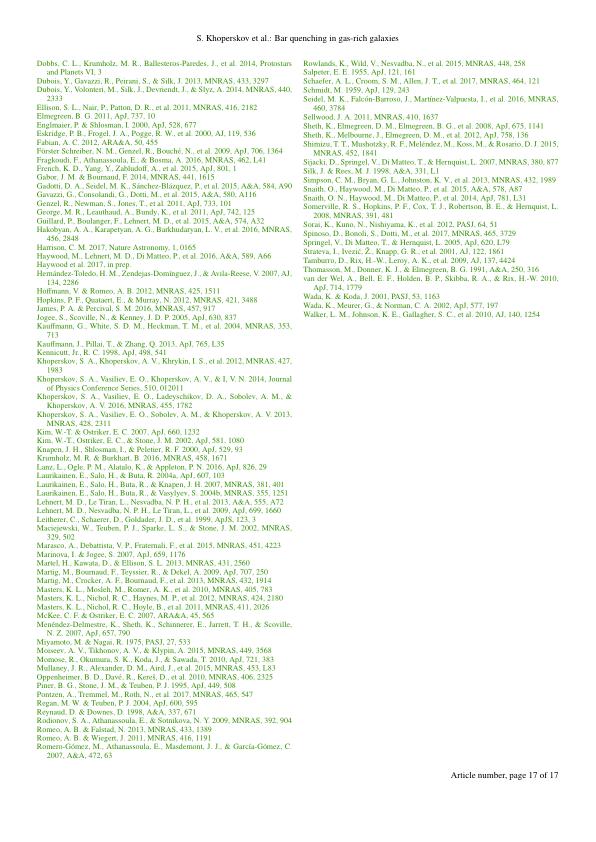 S. Khoperskov et al.: Bar quenching in gas-rich galaxies
Dobbs, C. L., Krumholz, M. R., Ballesteros-Paredes, J., et al. 2014, Protostars
and Planets VI, 3
Dubois, Y., Gavazzi, R., Peirani, S., & Silk, J. 2013, MNRAS, 433, 3297
Dubois, Y., Volonteri, M., Silk, J., Devriendt, J., & Slyz, A. 2014, MNRAS, 440,
2333
Ellison, S. L., Nair, P., Patton, D. R., et al. 2011, MNRAS, 416, 2182
Elmegreen, B. G. 2011, ApJ, 737, 10
Englmaier, P. & Shlosman, I. 2000, ApJ, 528, 677
Eskridge, P. B., Frogel, J. A., Pogge, R. W., et al. 2000, AJ, 119, 536
Fabian, A. C. 2012, ARA&A, 50, 455
Förster Schreiber, N. M., Genzel, R., Bouché, N., et al. 2009, ApJ, 706, 1364
Fragkoudi, F., Athanassoula, E., & Bosma, A. 2016, MNRAS, 462, L41
French, K. D., Yang, Y., Zabludoff, A., et al. 2015, ApJ, 801, 1
Gabor, J. M. & Bournaud, F. 2014, MNRAS, 441, 1615
Gadotti, D. A., Seidel, M. K., Sánchez-Blázquez, P., et al. 2015, A&A, 584, A90
Gavazzi, G., Consolandi, G., Dotti, M., et al. 2015, A&A, 580, A116
Genzel, R., Newman, S., Jones, T., et al. 2011, ApJ, 733, 101
George, M. R., Leauthaud, A., Bundy, K., et al. 2011, ApJ, 742, 125
Guillard, P., Boulanger, F., Lehnert, M. D., et al. 2015, A&A, 574, A32
Hakobyan, A. A., Karapetyan, A. G., Barkhudaryan, L. V., et al. 2016, MNRAS,
456, 2848
Harrison, C. M. 2017, Nature Astronomy, 1, 0165
Haywood, M., Lehnert, M. D., Di Matteo, P., et al. 2016, A&A, 589, A66
Haywood et al. 2017, in prep.
Hernández-Toledo, H. M., Zendejas-Domínguez, J., & Avila-Reese, V. 2007, AJ,
134, 2286
Hoffmann, V. & Romeo, A. B. 2012, MNRAS, 425, 1511
Hopkins, P. F., Quataert, E., & Murray, N. 2012, MNRAS, 421, 3488
James, P. A. & Percival, S. M. 2016, MNRAS, 457, 917
Jogee, S., Scoville, N., & Kenney, J. D. P. 2005, ApJ, 630, 837
Kauffmann, G., White, S. D. M., Heckman, T. M., et al. 2004, MNRAS, 353,
713
Kauffmann, J., Pillai, T., & Zhang, Q. 2013, ApJ, 765, L35
Kennicutt, Jr., R. C. 1998, ApJ, 498, 541
Khoperskov, S. A., Khoperskov, A. V., Khrykin, I. S., et al. 2012, MNRAS, 427,
1983
Khoperskov, S. A., Vasiliev, E. O., Khoperskov, A. V., & I, V. N. 2014, Journal
of Physics Conference Series, 510, 012011
Khoperskov, S. A., Vasiliev, E. O., Ladeyschikov, D. A., Sobolev, A. M., &
Khoperskov, A. V. 2016, MNRAS, 455, 1782
Khoperskov, S. A., Vasiliev, E. O., Sobolev, A. M., & Khoperskov, A. V. 2013,
MNRAS, 428, 2311
Kim, W.-T. & Ostriker, E. C. 2007, ApJ, 660, 1232
Kim, W.-T., Ostriker, E. C., & Stone, J. M. 2002, ApJ, 581, 1080
Knapen, J. H., Shlosman, I., & Peletier, R. F. 2000, ApJ, 529, 93
Krumholz, M. R. & Burkhart, B. 2016, MNRAS, 458, 1671
Lanz, L., Ogle, P. M., Alatalo, K., & Appleton, P. N. 2016, ApJ, 826, 29
Laurikainen, E., Salo, H., & Buta, R. 2004a, ApJ, 607, 103
Laurikainen, E., Salo, H., Buta, R., & Knapen, J. H. 2007, MNRAS, 381, 401
Laurikainen, E., Salo, H., Buta, R., & Vasylyev, S. 2004b, MNRAS, 355, 1251
Lehnert, M. D., Le Tiran, L., Nesvadba, N. P. H., et al. 2013, A&A, 555, A72
Lehnert, M. D., Nesvadba, N. P. H., Le Tiran, L., et al. 2009, ApJ, 699, 1660
Leitherer, C., Schaerer, D., Goldader, J. D., et al. 1999, ApJS, 123, 3
Maciejewski, W., Teuben, P. J., Sparke, L. S., & Stone, J. M. 2002, MNRAS,
329, 502
Marasco, A., Debattista, V. P., Fraternali, F., et al. 2015, MNRAS, 451, 4223
Marinova, I. & Jogee, S. 2007, ApJ, 659, 1176
Martel, H., Kawata, D., & Ellison, S. L. 2013, MNRAS, 431, 2560
Martig, M., Bournaud, F., Teyssier, R., & Dekel, A. 2009, ApJ, 707, 250
Martig, M., Crocker, A. F., Bournaud, F., et al. 2013, MNRAS, 432, 1914
Masters, K. L., Mosleh, M., Romer, A. K., et al. 2010, MNRAS, 405, 783
Masters, K. L., Nichol, R. C., Haynes, M. P., et al. 2012, MNRAS, 424, 2180
Masters, K. L., Nichol, R. C., Hoyle, B., et al. 2011, MNRAS, 411, 2026
McKee, C. F. & Ostriker, E. C. 2007, ARA&A, 45, 565
Menéndez-Delmestre, K., Sheth, K., Schinnerer, E., Jarrett, T. H., & Scoville,
N. Z. 2007, ApJ, 657, 790
Miyamoto, M. & Nagai, R. 1975, PASJ, 27, 533
Moiseev, A. V., Tikhonov, A. V., & Klypin, A. 2015, MNRAS, 449, 3568
Momose, R., Okumura, S. K., Koda, J., & Sawada, T. 2010, ApJ, 721, 383
Mullaney, J. R., Alexander, D. M., Aird, J., et al. 2015, MNRAS, 453, L83
Oppenheimer, B. D., Davé, R., Kereš, D., et al. 2010, MNRAS, 406, 2325
Piner, B. G., Stone, J. M., & Teuben, P. J. 1995, ApJ, 449, 508
Pontzen, A., Tremmel, M., Roth, N., et al. 2017, MNRAS, 465, 547
Regan, M. W. & Teuben, P. J. 2004, ApJ, 600, 595
Reynaud, D. & Downes, D. 1998, A&A, 337, 671
Rodionov, S. A., Athanassoula, E., & Sotnikova, N. Y. 2009, MNRAS, 392, 904
Romeo, A. B. & Falstad, N. 2013, MNRAS, 433, 1389
Romeo, A. B. & Wiegert, J. 2011, MNRAS, 416, 1191
Romero-Gómez, M., Athanassoula, E., Masdemont, J. J., & García-Gómez, C.
2007, A&A, 472, 63
Rowlands, K., Wild, V., Nesvadba, N., et al. 2015, MNRAS, 448, 258
Salpeter, E. E. 1955, ApJ, 121, 161
Schaefer, A. L., Croom, S. M., Allen, J. T., et al. 2017, MNRAS, 464, 121
Schmidt, M. 1959, ApJ, 129, 243
Seidel, M. K., Falcón-Barroso, J., Martínez-Valpuesta, I., et al. 2016, MNRAS,
460, 3784
Sellwood, J. A. 2011, MNRAS, 410, 1637
Sheth, K., Elmegreen, D. M., Elmegreen, B. G., et al. 2008, ApJ, 675, 1141
Sheth, K., Melbourne, J., Elmegreen, D. M., et al. 2012, ApJ, 758, 136
Shimizu, T. T., Mushotzky, R. F., Meléndez, M., Koss, M., & Rosario, D. J. 2015,
MNRAS, 452, 1841
Sijacki, D., Springel, V., Di Matteo, T., & Hernquist, L. 2007, MNRAS, 380, 877
Silk, J. & Rees, M. J. 1998, A&A, 331, L1
Simpson, C. M., Bryan, G. L., Johnston, K. V., et al. 2013, MNRAS, 432, 1989
Snaith, O., Haywood, M., Di Matteo, P., et al. 2015, A&A, 578, A87
Snaith, O. N., Haywood, M., Di Matteo, P., et al. 2014, ApJ, 781, L31
Somerville, R. S., Hopkins, P. F., Cox, T. J., Robertson, B. E., & Hernquist, L.
2008, MNRAS, 391, 481
Sorai, K., Kuno, N., Nishiyama, K., et al. 2012, PASJ, 64, 51
Spinoso, D., Bonoli, S., Dotti, M., et al. 2017, MNRAS, 465, 3729
Springel, V., Di Matteo, T., & Hernquist, L. 2005, ApJ, 620, L79
Strateva, I., Ivezić, Ž., Knapp, G. R., et al. 2001, AJ, 122, 1861
Tamburro, D., Rix, H.-W., Leroy, A. K., et al. 2009, AJ, 137, 4424
Thomasson, M., Donner, K. J., & Elmegreen, B. G. 1991, A&A, 250, 316
van der Wel, A., Bell, E. F., Holden, B. P., Skibba, R. A., & Rix, H.-W. 2010,
ApJ, 714, 1779
Wada, K. & Koda, J. 2001, PASJ, 53, 1163
Wada, K., Meurer, G., & Norman, C. A. 2002, ApJ, 577, 197
Walker, L. M., Johnson, K. E., Gallagher, S. C., et al. 2010, AJ, 140, 1254
Article number, page 17 of 17